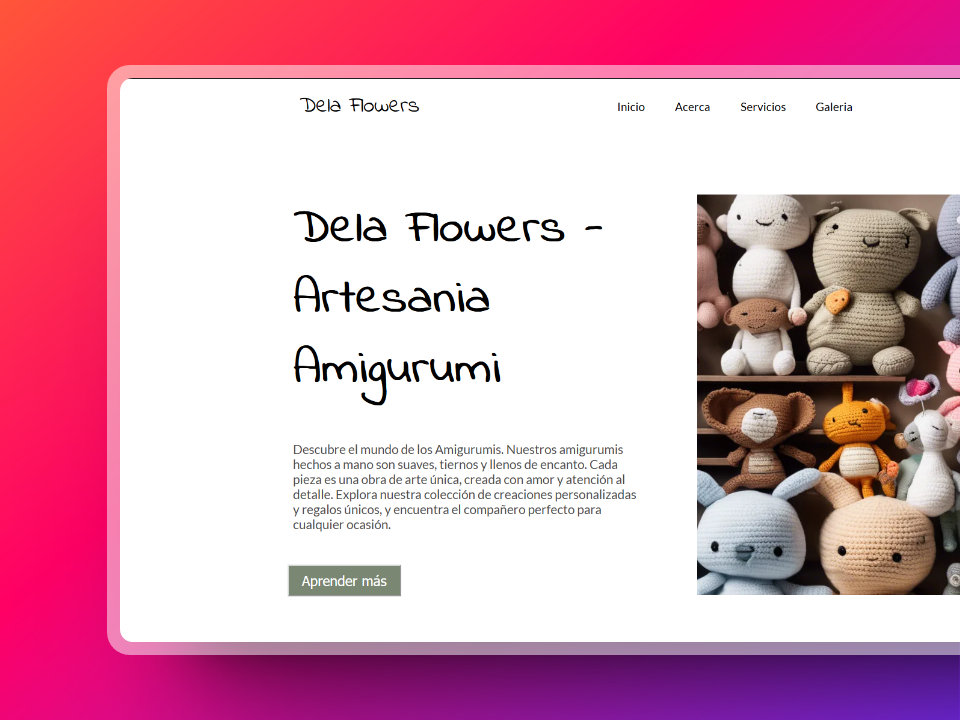 Dela Flowers
Inicio Acerca Servicios Galeria
Dela Flowers -
Artesania
Amigurumi
Descubre el mundo de los Amigurumis. Nuestros amigurumis
hechos a mano son suaves, tiernos y llenos de encanto. Cada
pieza es una obra de arte única, creada con amor y atención al
detalle. Explora nuestra colección de creaciones personalizadas
y regalos únicos, y encuentra el compañero perfecto para
cualquier ocasión.
Aprender más